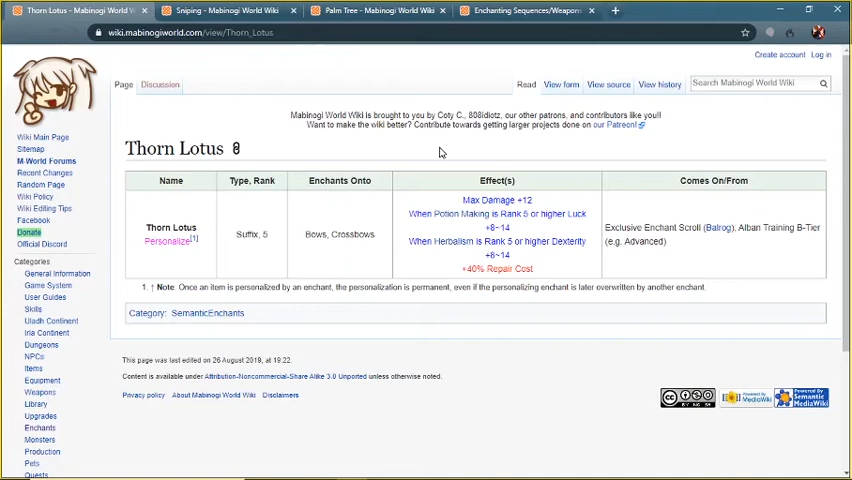 Thorn Lotus - Mabinogi World W
Sniping - Mabinogi World Wiki
Palm Tree - Mabinogi World Wiki
Enchanting Sequences/Weapons
wiki.mabinogiworld.com/view/Thorn_Lotus
Create account Log in
Page Discussion Read View form View source View history Search Mabinogi World Wiki
Mabinogi World Wiki is brought to you by Coty C., 808idiotz, our other patrons, and contributors like you!!
Want to make the wiki better? Contribute towards getting larger projects done on our Patreon!
Thorn Lotus
Name Type, Rank Enchants Onto Effect(s) Comes On/From
Thorn Lotus
Personalize[1]
Suffix, 5
Bows, Crossbows
Max Damage +12
When Potion Making is Rank 5 or higher Luck
+8~14
When Herbalism is Rank 5 or higher Dexterity
+8~14
+40% Repair Cost
Exclusive Enchant Scroll (Balrog); Alban Training B-Tier
(e.g. Advanced)
1. ↑ Note: Once an item is personalized by an enchant, the personalization is permanent, even if the personalizing enchant is later overwritten by another enchant.
Category: SemanticEnchants
This page was last edited on 26 August 2019, at 19:22.
Content is available under Attribution-Noncommercial-Share Alike 3.0 Unported unless otherwise noted.
Privacy policy About Mabinogi World Wiki Disclaimers
Wiki Main Page
Sitemap
M-World Forums
Recent Changes
Random Page
Wiki Policy
Wiki Editing Tips
Facebook
Donate
Official Discord
Categories
General Information
Game System
User Guides
Skills
Uladh Continent
Iria Continent
Dungeons
NPCs
Items
Equipment
Weapons
Library
Upgrades
Enchants
Monsters
Production
Pets
Quests
cc BY NC SA
Powered By MediaWiki
Powered By Semantic MediaWiki